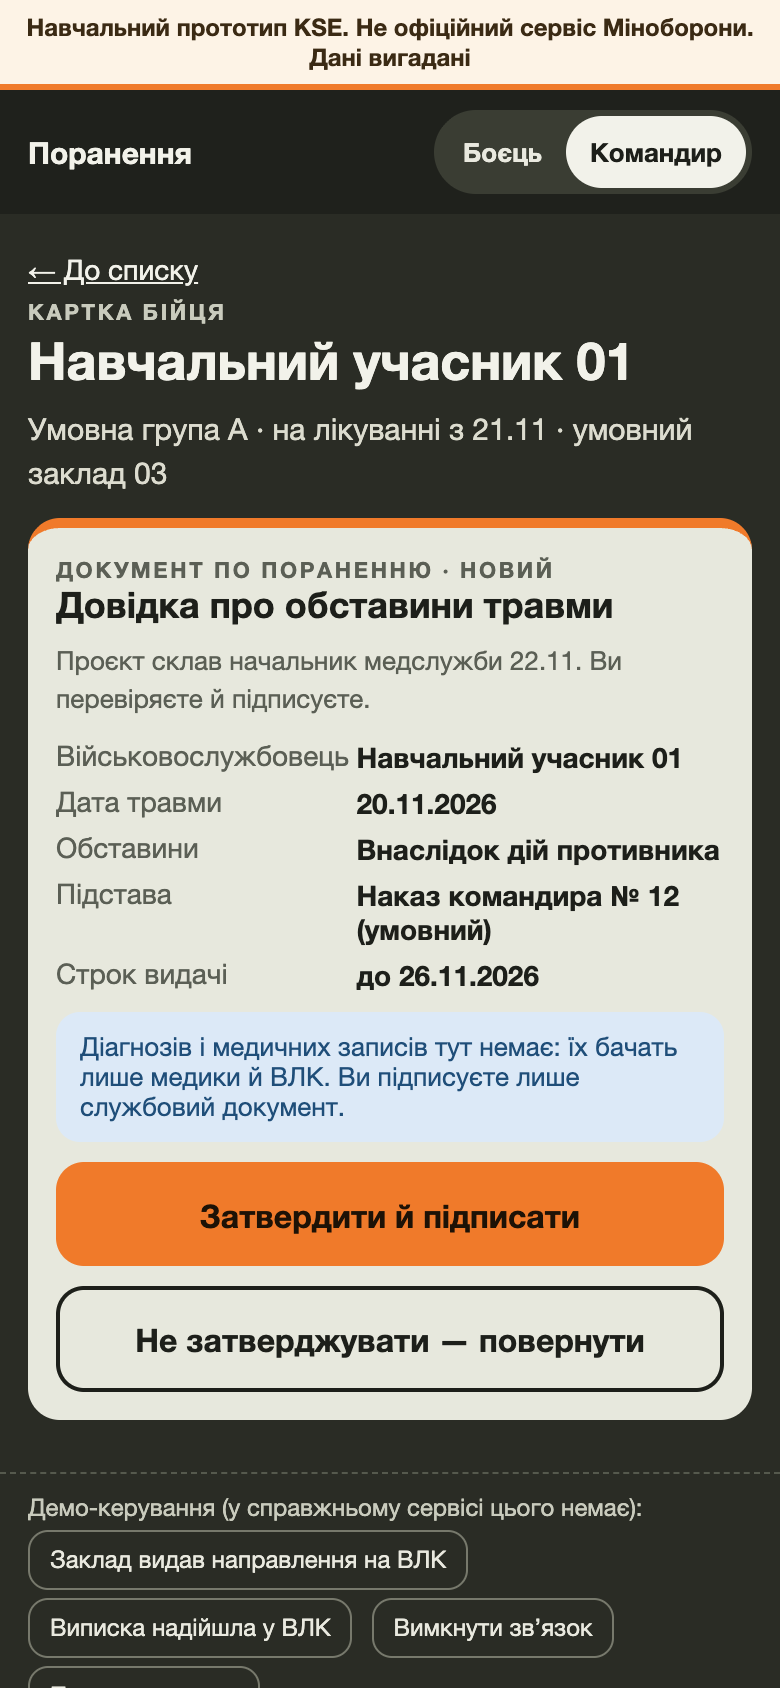 Навчальний прототип KSE. Не офіційний сервіс Міноборони.
Дані вигадані
Поранення
Боєць
Командир
← До списку
КАРТКА БІЙЦЯ
Навчальний учасник 01
Умовна група А · на лікуванні з 21.11 · умовний
заклад 03
ДОКУМЕНТ ПО ПОРАНЕННЮ · НОВИЙ
Довідка про обставини травми
Проєкт склав начальник медслужби 22.11. Ви
перевіряєте й підписуєте.
Військовослужбовець Навчальний учасник 01
Дата травми 20.11.2026
Обставини Внаслідок дій противника
Підстава Наказ командира № 12
(умовний)
Строк видачі до 26.11.2026
Діагнозів і медичних записів тут немає: їх бачать
лише медики й ВЛК. Ви підписуєте лише
службовий документ.
Затвердити й підписати
Не затверджувати — повернути
Демо-керування (у справжньому сервісі цього немає):
Заклад видав направлення на ВЛК
Виписка надійшла у ВЛК
Вимкнути зв’язок